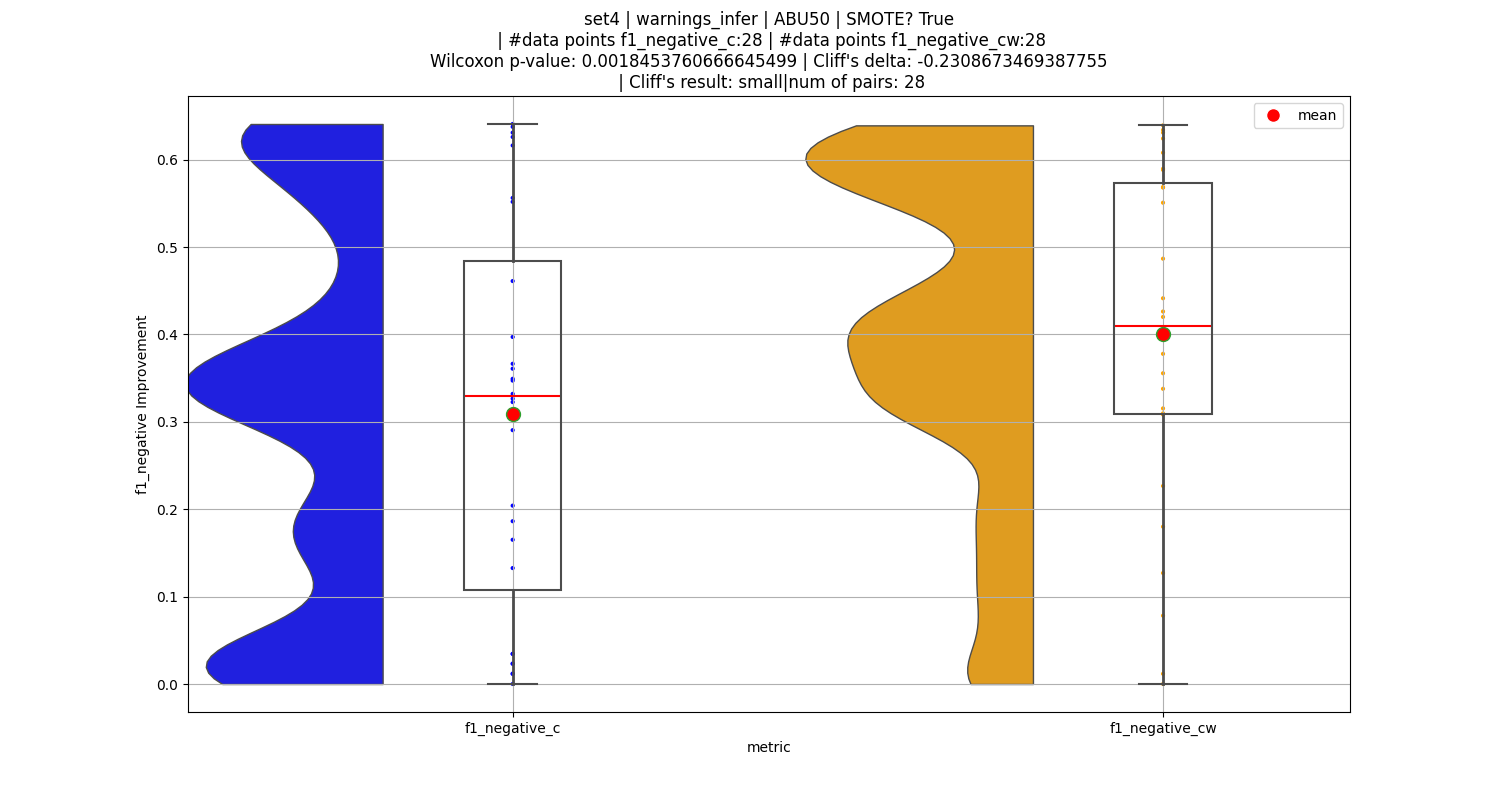 set4 | warnings_infer | ABU50 | SMOTE? True
| #data points f1_negative_c:28 | #data points f1_negative_cw:28
Wilcoxon p-value: 0.0018453760666645499 | Cliff's delta: -0.2308673469387755
| Cliff's result: small|num of pairs: 28
mean
0.6
0.5
0.4
0.3
0.2
0.1
0.0
f1_negative Improvement
f1_negative_c
f1_negative_cw
metric